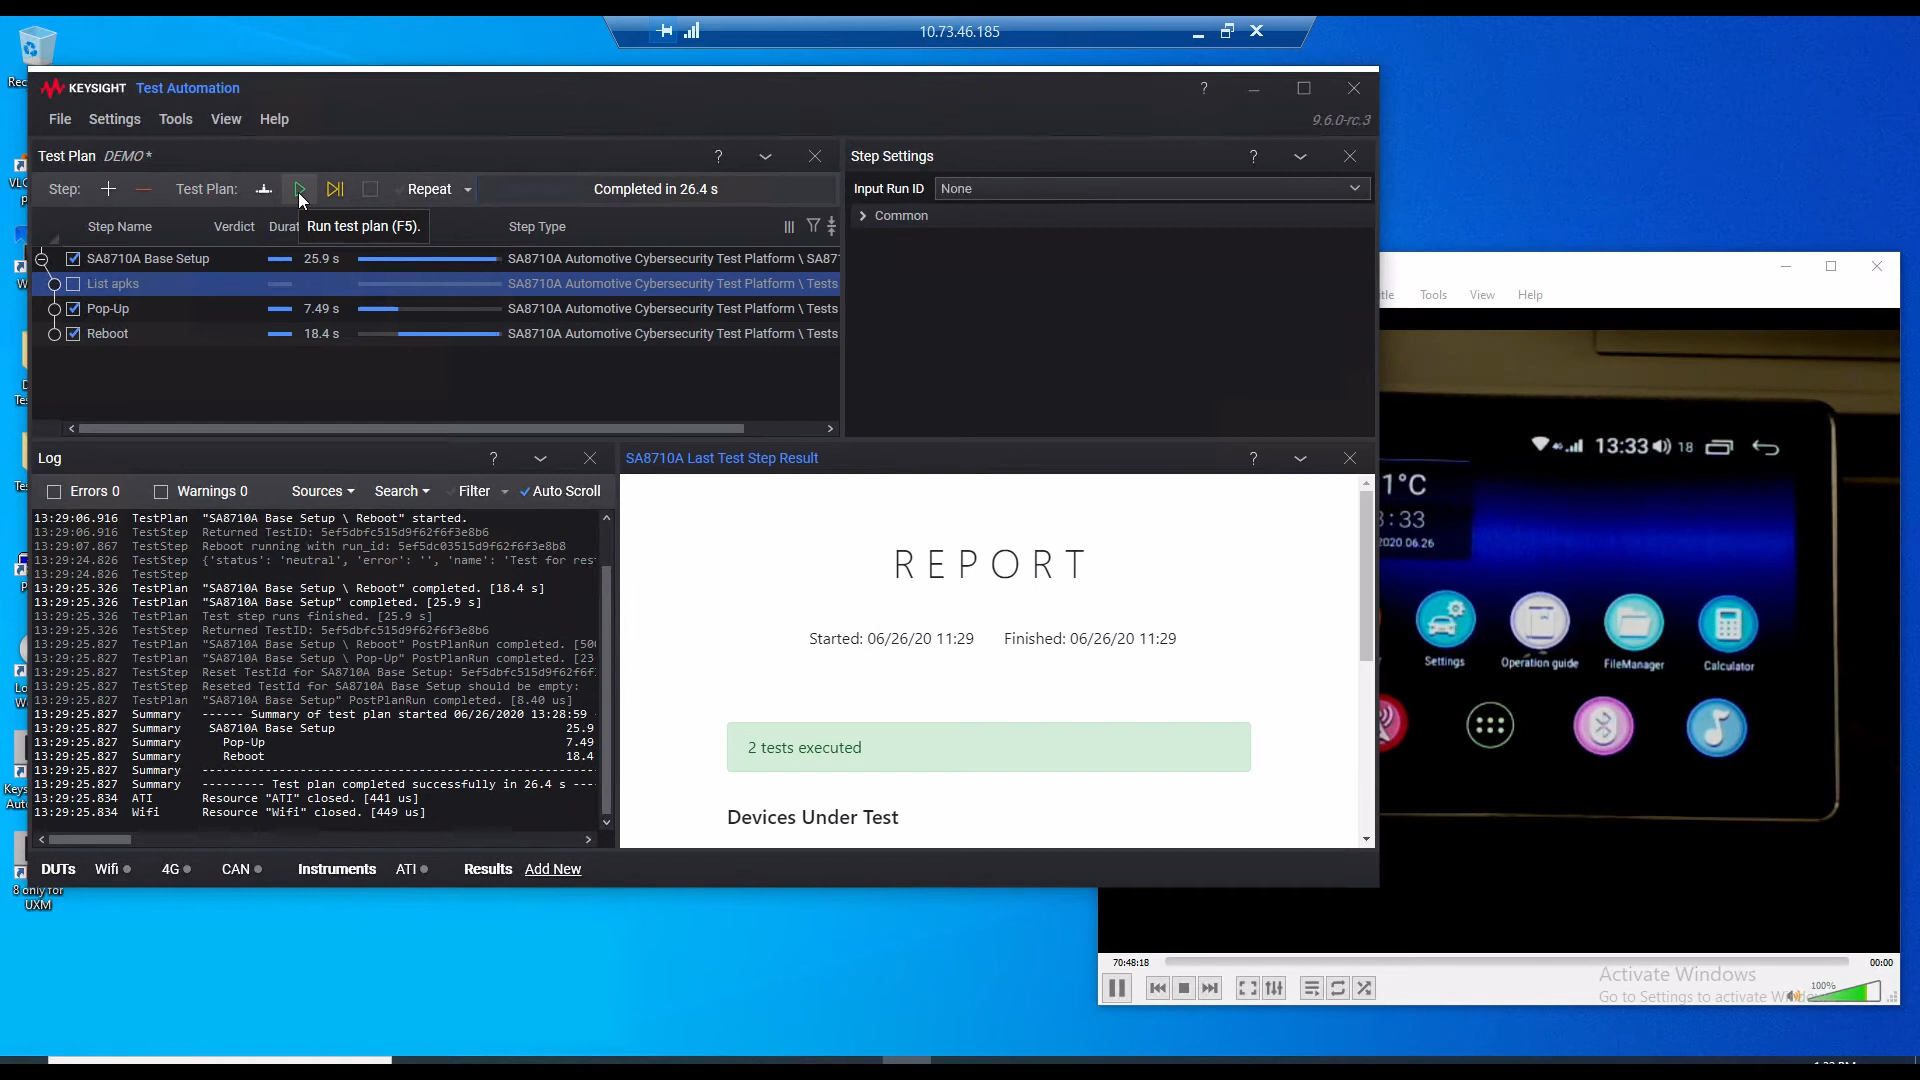 10.73.46.185
KEYSIGHT Test Automation
File Settings Tools View Help
9.6.0-rc.3
Test Plan DEMO*
Step: Test Plan: Repeat Completed in 26.4 s
Run test plan (F5).
Step Name Verdict Durat Step Type
SA8710A Base Setup 25.9 s SA8710A Automotive Cybersecurity Test Platform \ SA87
List apks SA8710A Automotive Cybersecurity Test Platform \ Tests
Pop-Up 7.49 s SA8710A Automotive Cybersecurity Test Platform \ Tests
Reboot 18.4 s SA8710A Automotive Cybersecurity Test Platform \ Tests
Step Settings
Input Run ID None
Common
Log
Errors 0 Warnings 0 Sources Search Filter Auto Scroll
13:29:06.916 TestPlan "SA8710A Base Setup \ Reboot" started.
13:29:06.916 TestStep Returned TestID: 5ef5dbfc515d9f62f6f3e8b6
13:29:07.867 TestStep Reboot running with run_id: 5ef5dc03515d9f62f6f3e8b8
13:29:24.826 TestStep {'status': 'neutral', 'error': '', 'name': 'Test for res
13:29:24.826 TestStep
13:29:25.326 TestPlan "SA8710A Base Setup \ Reboot" completed. [18.4 s]
13:29:25.326 TestPlan "SA8710A Base Setup" completed. [25.9 s]
13:29:25.326 TestPlan Test step runs finished. [25.9 s]
13:29:25.326 TestStep Returned TestID: 5ef5dbfc515d9f62f6f3e8b6
13:29:25.827 TestPlan "SA8710A Base Setup \ Reboot" PostPlanRun completed. [50
13:29:25.827 TestPlan "SA8710A Base Setup \ Pop-Up" PostPlanRun completed. [23
13:29:25.827 TestStep Reset TestId for SA8710A Base Setup: 5ef5dbfc515d9f62f6f
13:29:25.827 TestStep Reseted TestId for SA8710A Base Setup should be empty:
13:29:25.827 TestPlan "SA8710A Base Setup" PostPlanRun completed. [8.40 us]
13:29:25.827 Summary ------ Summary of test plan started 06/26/2020 13:28:59 -
13:29:25.827 Summary SA8710A Base Setup 25.9
13:29:25.827 Summary Pop-Up 7.49
13:29:25.827 Summary Reboot 18.4
13:29:25.827 Summary --------------------------------------------------------
13:29:25.827 Summary --------- Test plan completed successfully in 26.4 s ----
13:29:25.834 ATI Resource "ATI" closed. [441 us]
13:29:25.834 Wifi Resource "Wifi" closed. [449 us]
SA8710A Last Test Step Result
REPORT
Started: 06/26/20 11:29 Finished: 06/26/20 11:29
2 tests executed
Devices Under Test
DUTs Wifi 4G CAN Instruments ATI Results Add New
8 only for
UXM
Tools View Help
13:33 18
1°C
:33
2020 06.26
Settings Operation guide FileManager Calculator
70:48:18 00:00
Activate Windows
Go to Settings to activate
100%